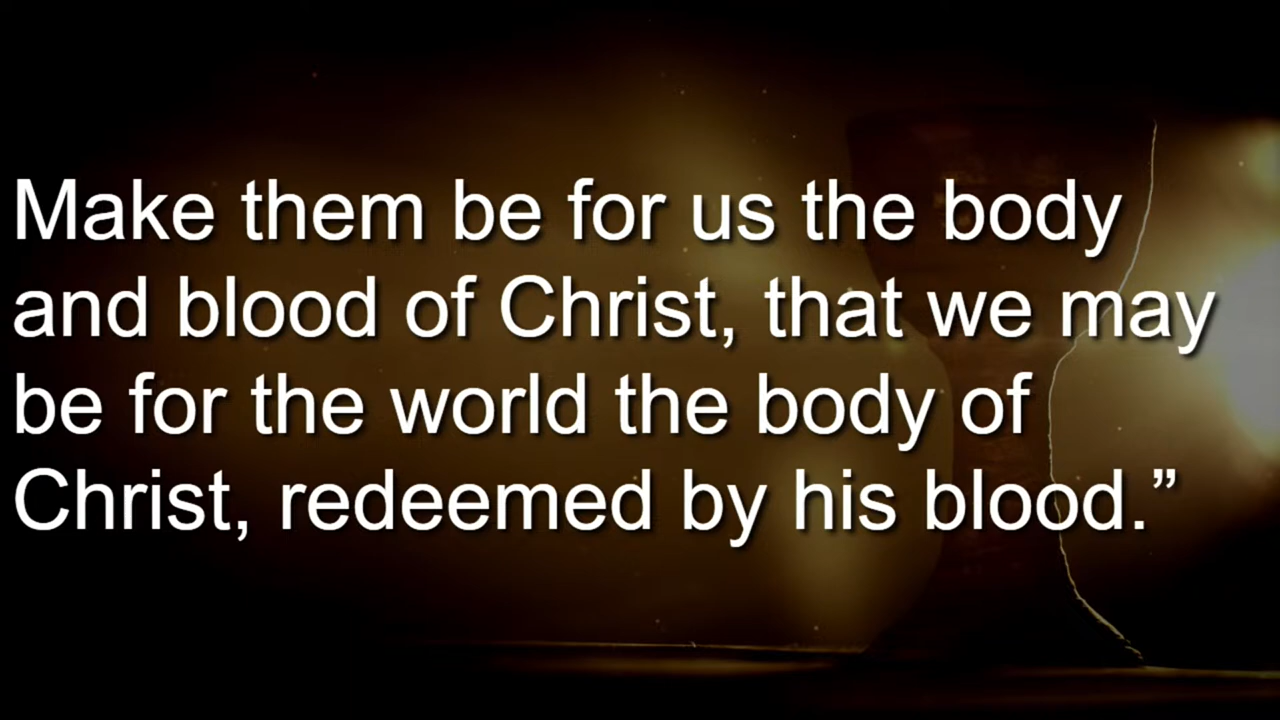 Make them be for us the body
and blood of Christ, that we may
be for the world the body of
Christ, redeemed by his blood.”